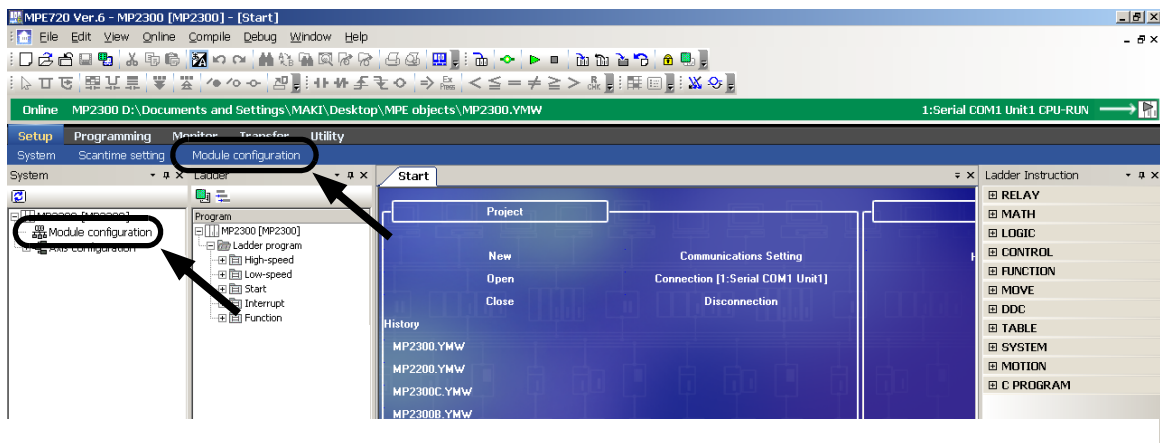 MPE720 Ver.6 - MP2300 [MP2300] - [Start]
File Edit View Online Compile Debug Window Help
Online MP2300 D:\Documents and Settings\MAKI\Desktop\MPE objects\MP2300.YMW 1:Serial COM1 Unit1 CPU-RUN
Setup Programming Monitor Transfer Utility
System Scantime setting Module configuration
System
MP2300 [MP2300]
Module configuration
Axis configuration
Ladder
Program
MP2300 [MP2300]
Ladder program
High-speed
Low-speed
Start
Interrupt
Function
Start
Project
New
Open
Close
Communications Setting
Connection [1:Serial COM1 Unit1]
Disconnection
History
MP2300.YMW
MP2200.YMW
MP2300C.YMW
MP2300B.YMW
Ladder Instruction
RELAY
MATH
LOGIC
CONTROL
FUNCTION
MOVE
DDC
TABLE
SYSTEM
MOTION
C PROGRAM